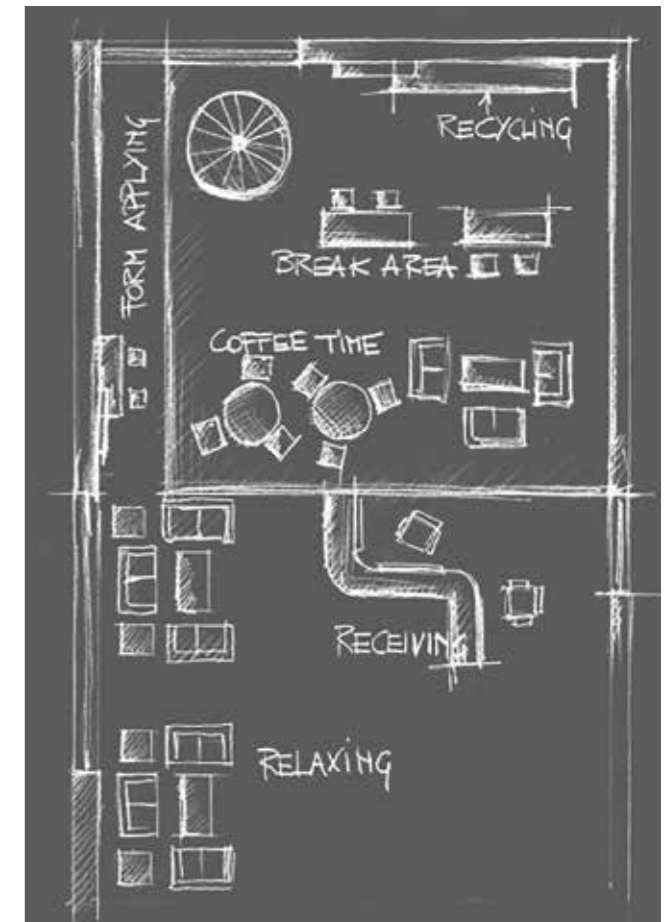 RECYCLING
FORM APPLYING
BREAK AREA
COFFEE TIME
RECEIVING
RELAXING